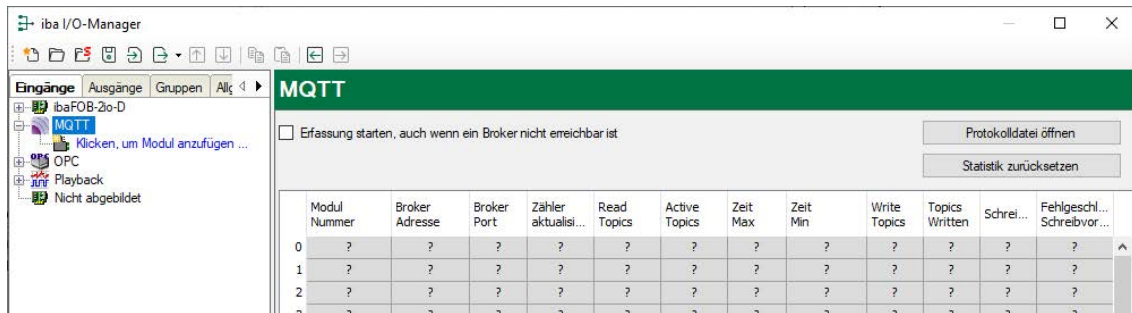 iba I/O-Manager
Eingänge Ausgänge Gruppen Allg
ibaFOB-2io-D
MQTT
Klicken, um Modul anzufügen ...
OPC
Playback
Nicht abgebildet
MQTT
Erfassung starten, auch wenn ein Broker nicht erreichbar ist
Protokolldatei öffnen
Statistik zurücksetzen
Modul Nummer Broker Adresse Broker Port Zähler aktualisi... Read Topics Active Topics Zeit Max Zeit Min Write Topics Topics Written Schrei... Fehlgeschl... Schreibvor...
0 ? ? ? ? ? ? ? ? ? ? ? ?
1 ? ? ? ? ? ? ? ? ? ? ? ?
2 ? ? ? ? ? ? ? ? ? ? ? ?